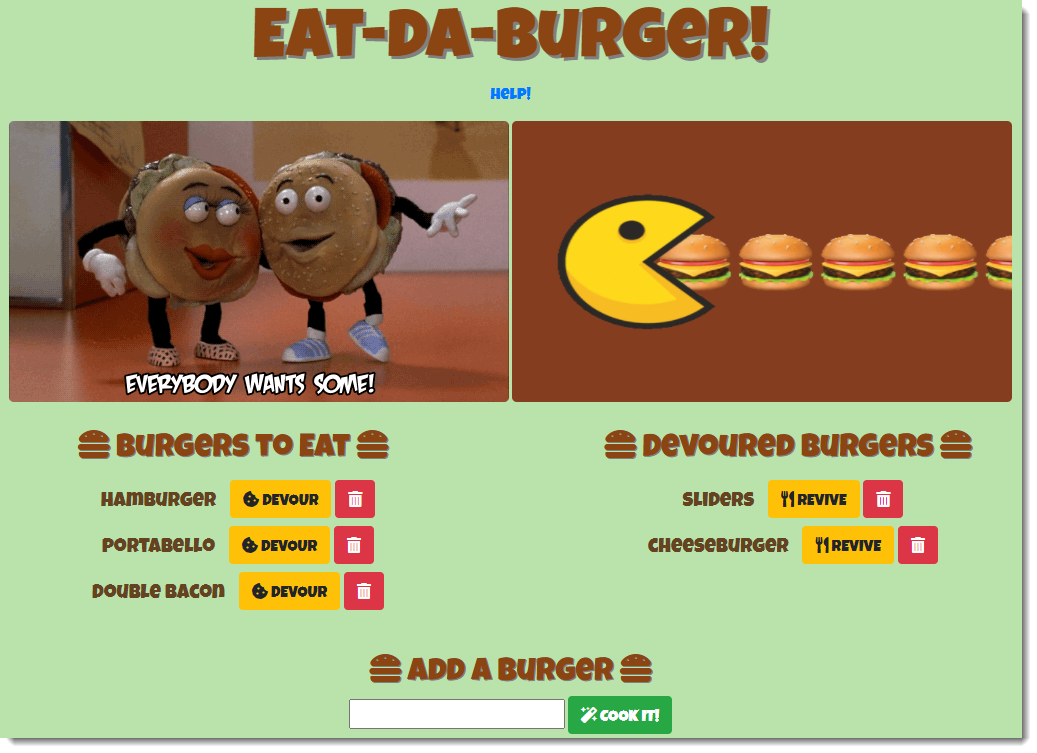 Eat-Da-Burger!
Help!
EVERYBODY WANTS SOME!
Burgers To Eat
Hamburger DEVOUR
Portabello DEVOUR
Double Bacon DEVOUR
Devoured Burgers
Sliders REVIVE
Cheeseburger REVIVE
Add a Burger
Cook it!